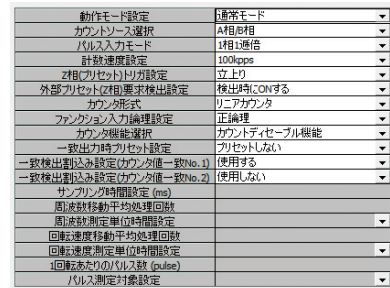 動作モード設定 通常モード
カウントソース選択 A相/B相
パルス入力モード 1相1逓倍
計数速度設定 100kpps
Z相(プリセット)トリガ設定 立上り
外部プリセット(Z相)要求検出設定 検出時にONする
カウンタ形式 リニアカウンタ
ファンクション入力論理設定 正論理
カウンタ機能選択 カウントディセーブル機能
一致出力時プリセット設定 プリセットしない
一致検出割込み設定(カウンタ値一致No.1) 使用する
一致検出割込み設定(カウンタ値一致No.2) 使用しない
サンプリング時間設定 (ms)
周波数移動平均処理回数
周波数測定単位時間設定
回転速度移動平均処理回数
回転速度測定単位時間設定
1回転あたりのパルス数 (pulse)
パルス測定対象設定